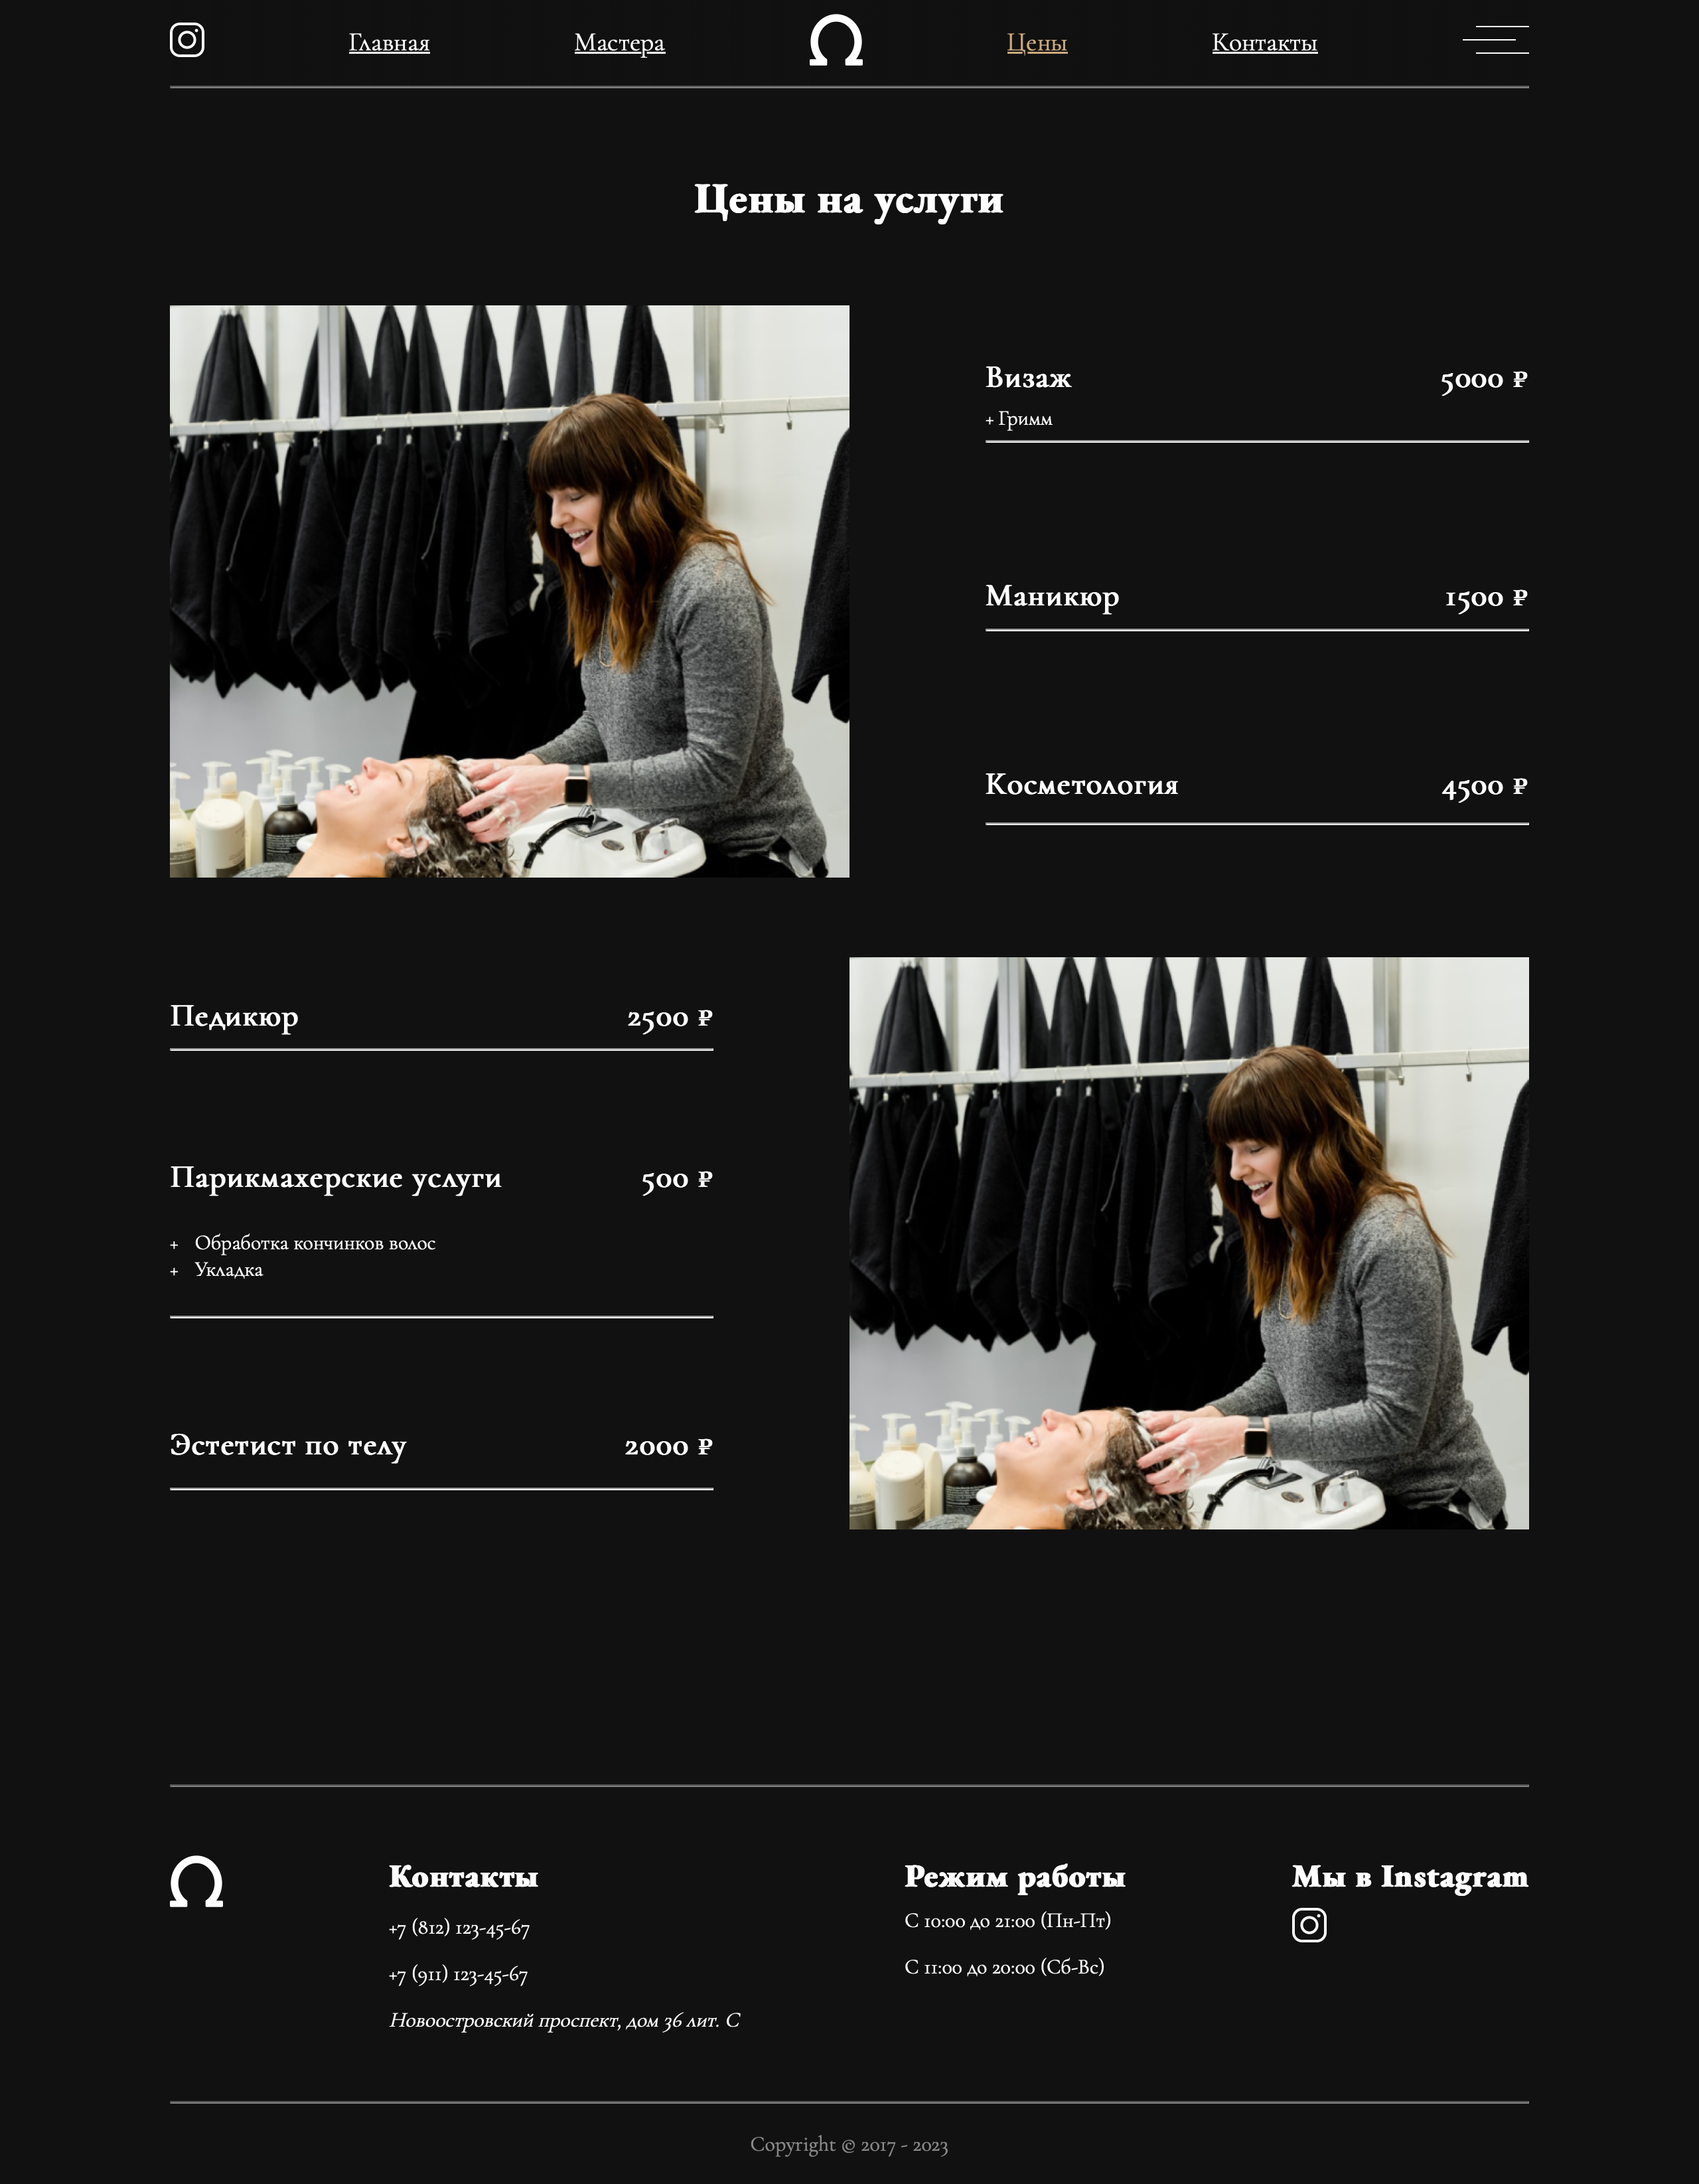 Главная Мастера Ω Цены Контакты
Цены на услуги
Визаж 5000 ₽
+ Гримм
Маникюр 1500 ₽
Косметология 4500 ₽
Педикюр 2500 ₽
Парикмахерские услуги 500 ₽
+ Обработка кончинков волос
+ Укладка
Эстетист по телу 2000 ₽
Ω
Контакты
+7 (812) 123-45-67
+7 (911) 123-45-67
Новоостровский проспект, дом 36 лит. С
Режим работы
С 10:00 до 21:00 (Пн-Пт)
С 11:00 до 20:00 (Сб-Вс)
Мы в Instagram
Copyright © 2017 - 2023